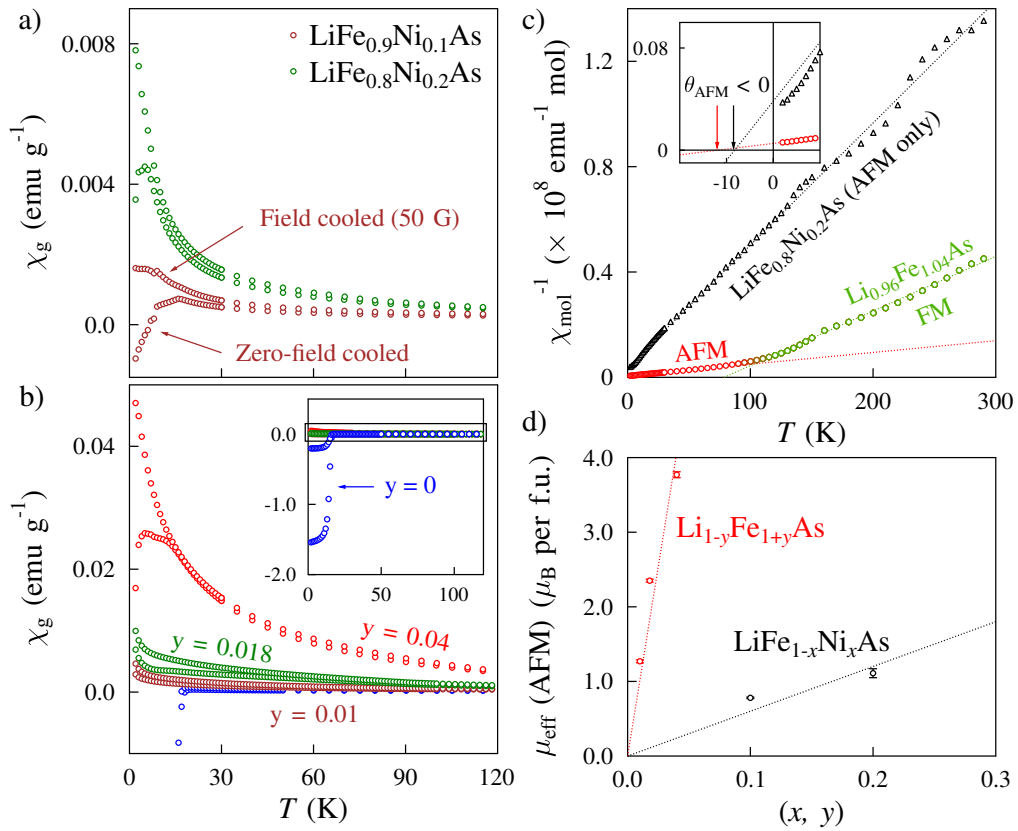 a)
χg (emu g-1)
0.008
0.004
0.0
LiFe0.9Ni0.1As
LiFe0.8Ni0.2As
Field cooled (50 G)
Zero-field cooled
b)
χg (emu g-1)
0.04
0.02
0.0
0.0
-1.0
-2.0
0 50 100
y = 0
y = 0.04
y = 0.018
y = 0.01
0 30 60 90 120
T (K)
c)
χmol-1 (× 10^8 emu-1 mol)
1.2
0.8
0.4
0
0.08
0
θAFM < 0
-10 0
LiFe0.8Ni0.2As (AFM only)
Li0.96Fe1.04As
FM
AFM
0 100 200 300
T (K)
d)
μeff (AFM) (μB per f.u.)
4.0
3.0
2.0
1.0
0.0
Li1-yFe1+yAs
LiFe1-xNixAs
0.0 0.1 0.2 0.3
(x, y)